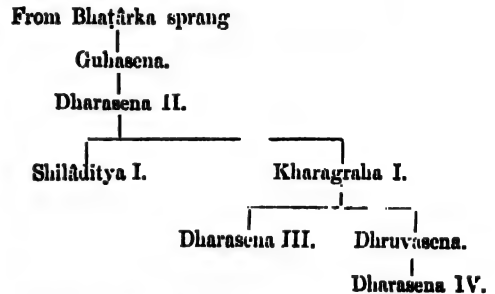 From Bhaṭârka sprang
Guhasena.
Dharasena II.
Shilâditya I. Kharagraha I.
Dharasena III. Dhruvasena.
Dharasena IV.